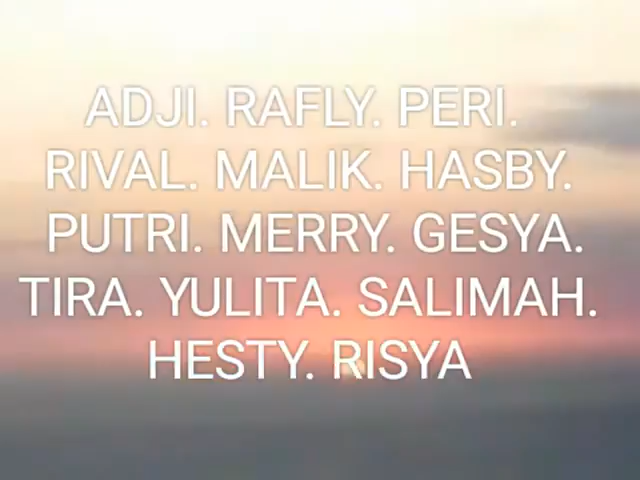 ADJI. RAFLY. PERI.
RIVAL. MALIK. HASBY.
PUTRI. MERRY. GESYA.
TIRA. YULITA. SALIMAH.
HESTY. RISYA